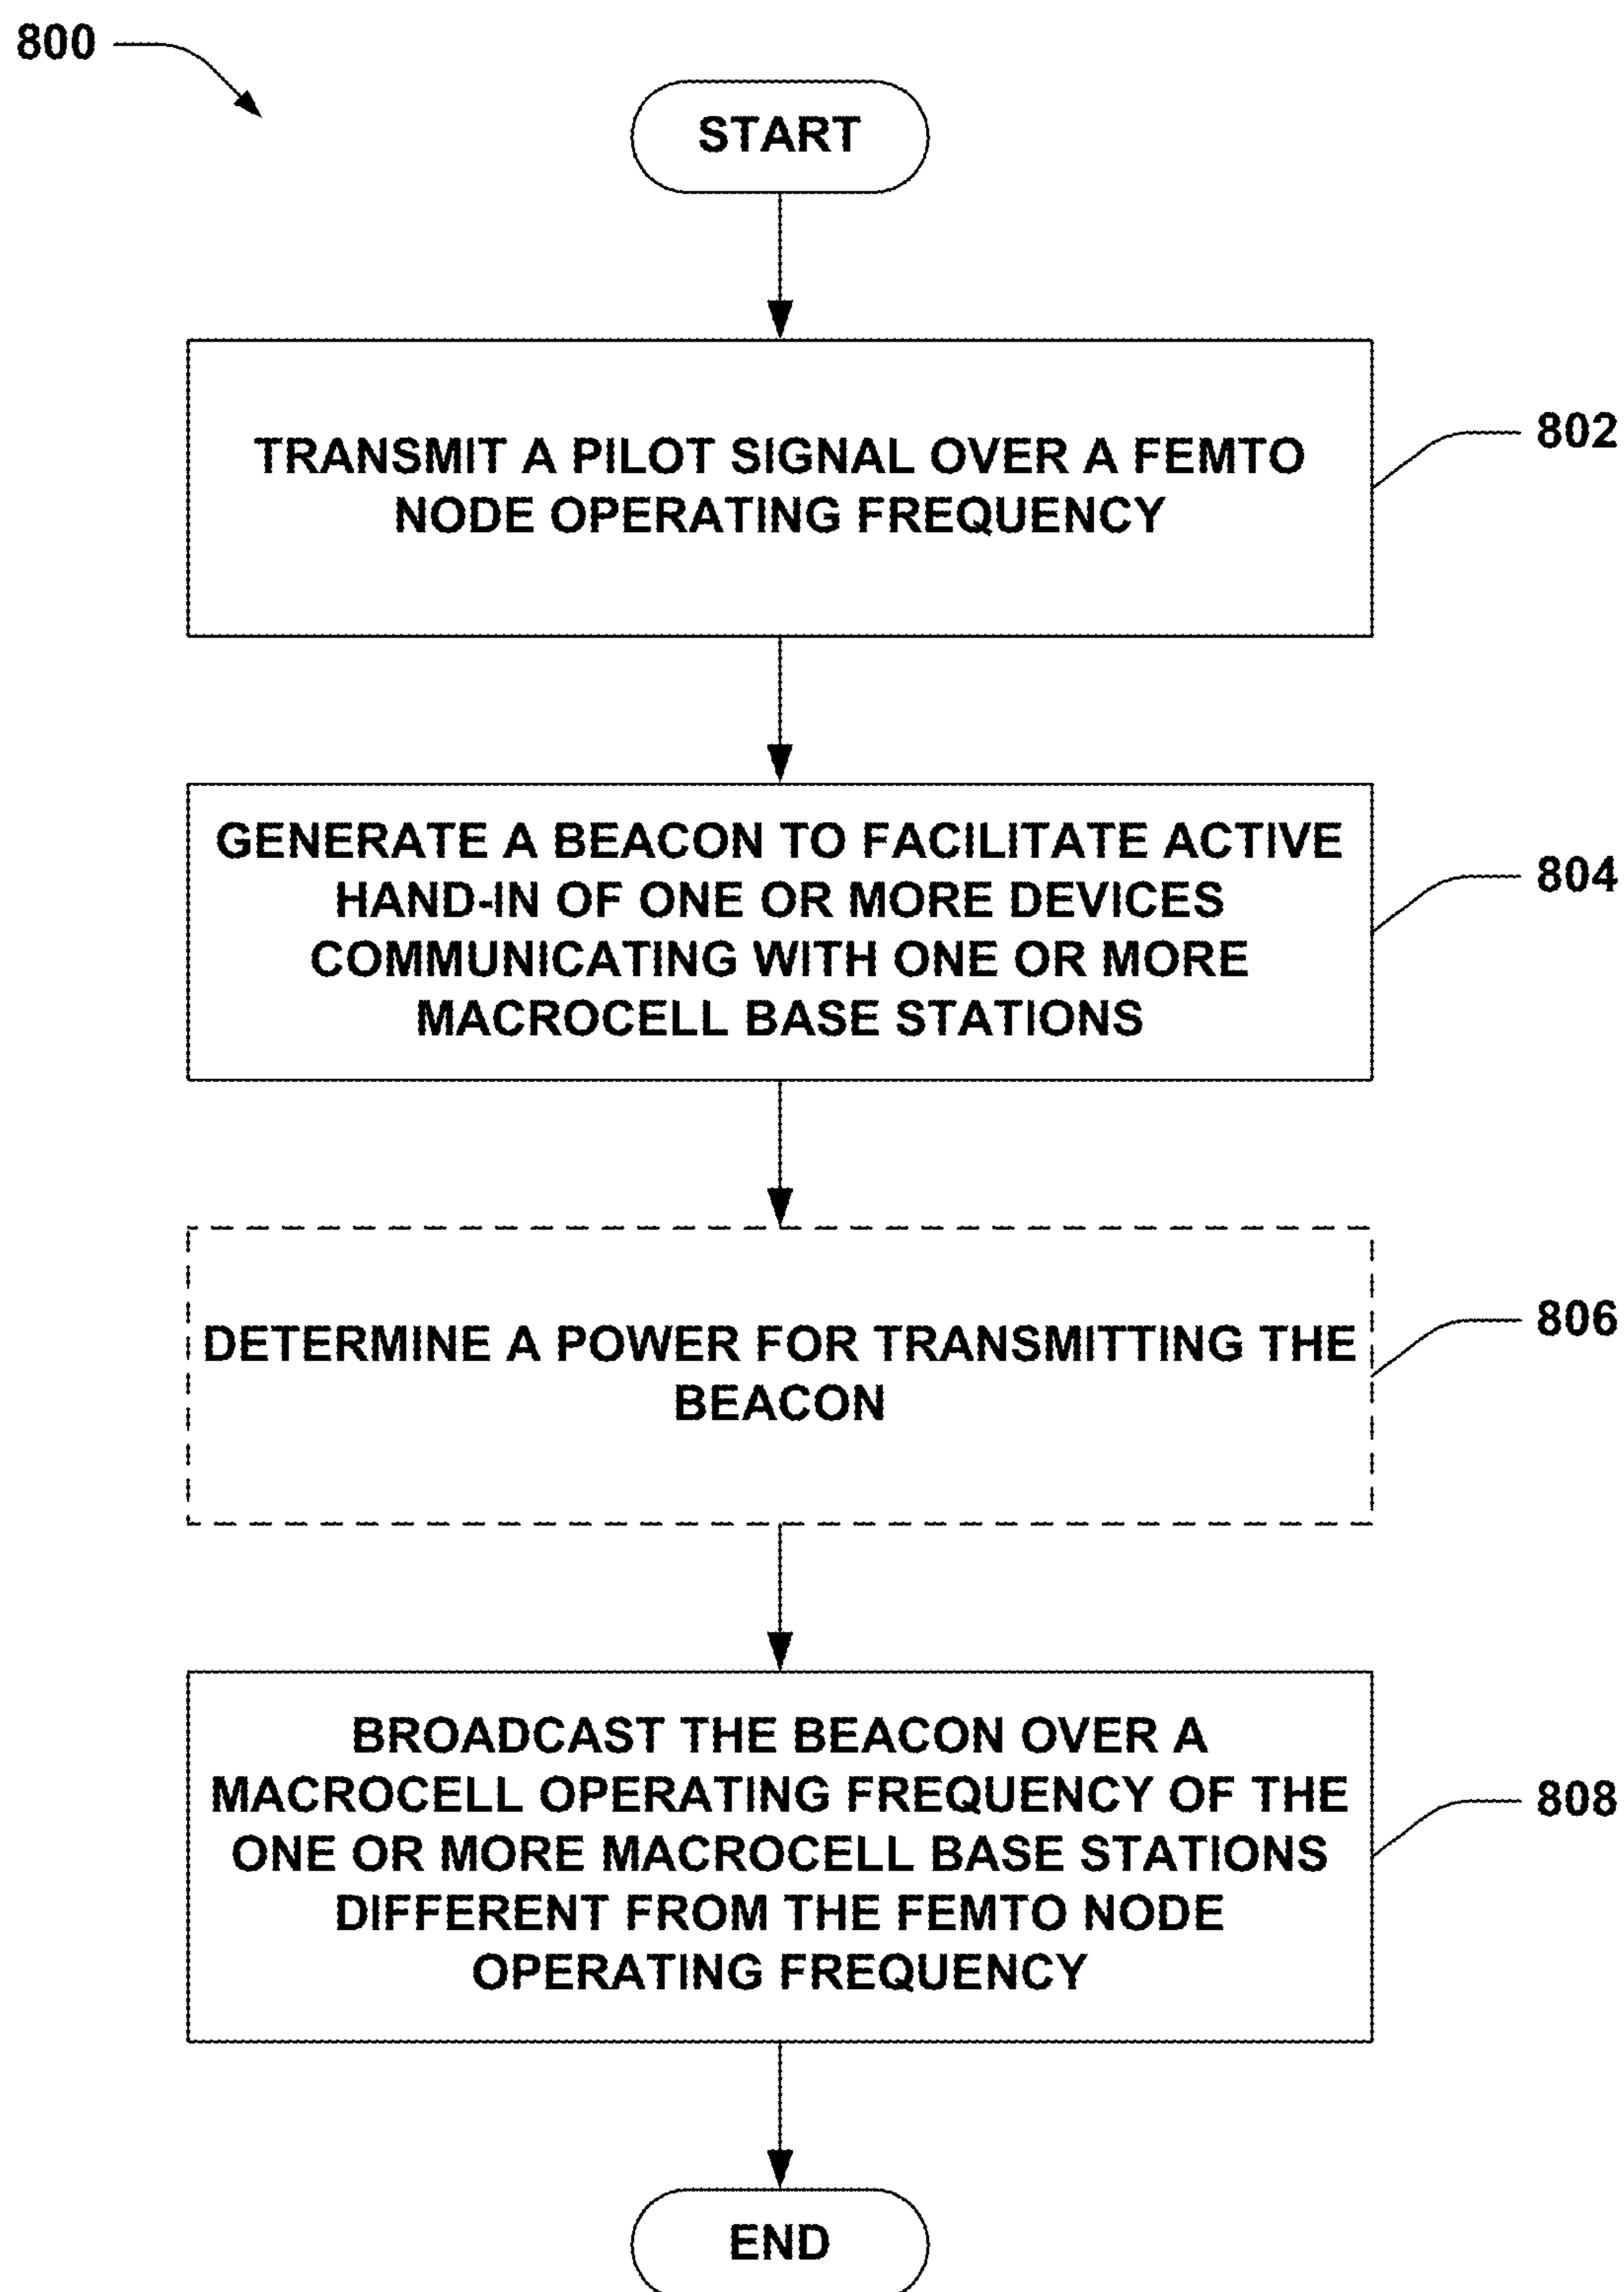 800
START
TRANSMIT A PILOT SIGNAL OVER A FEMTO
NODE OPERATING FREQUENCY
802
GENERATE A BEACON TO FACILITATE ACTIVE
HAND-IN OF ONE OR MORE DEVICES
COMMUNICATING WITH ONE OR MORE
MACROCELL BASE STATIONS
804
DETERMINE A POWER FOR TRANSMITTING THE
BEACON
806
BROADCAST THE BEACON OVER A
MACROCELL OPERATING FREQUENCY OF THE
ONE OR MORE MACROCELL BASE STATIONS
DIFFERENT FROM THE FEMTO NODE
OPERATING FREQUENCY
808
END